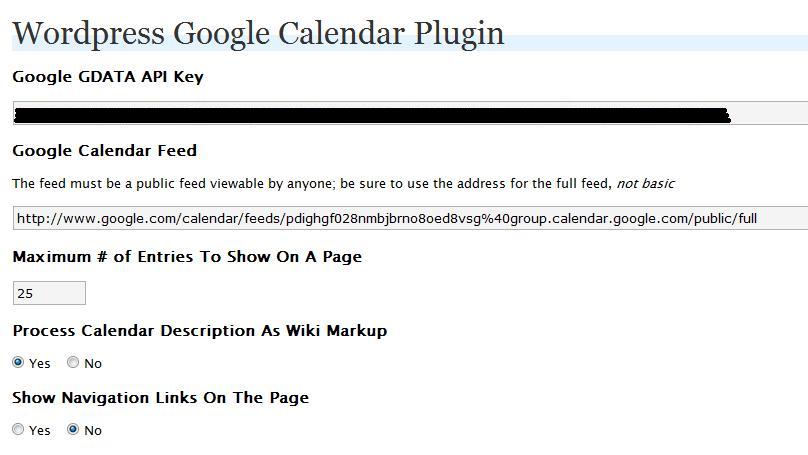 Wordpress Google Calendar Plugin
Google GDATA API Key
Google Calendar Feed
The feed must be a public feed viewable by anyone; be sure to use the address for the full feed, not basic
http://www.google.com/calendar/feeds/pdighgf028nmbjbrno8oed8vsg%40group.calendar.google.com/public/full
Maximum # of Entries To Show On A Page
25
Process Calendar Description As Wiki Markup
Yes No
Show Navigation Links On The Page
Yes No